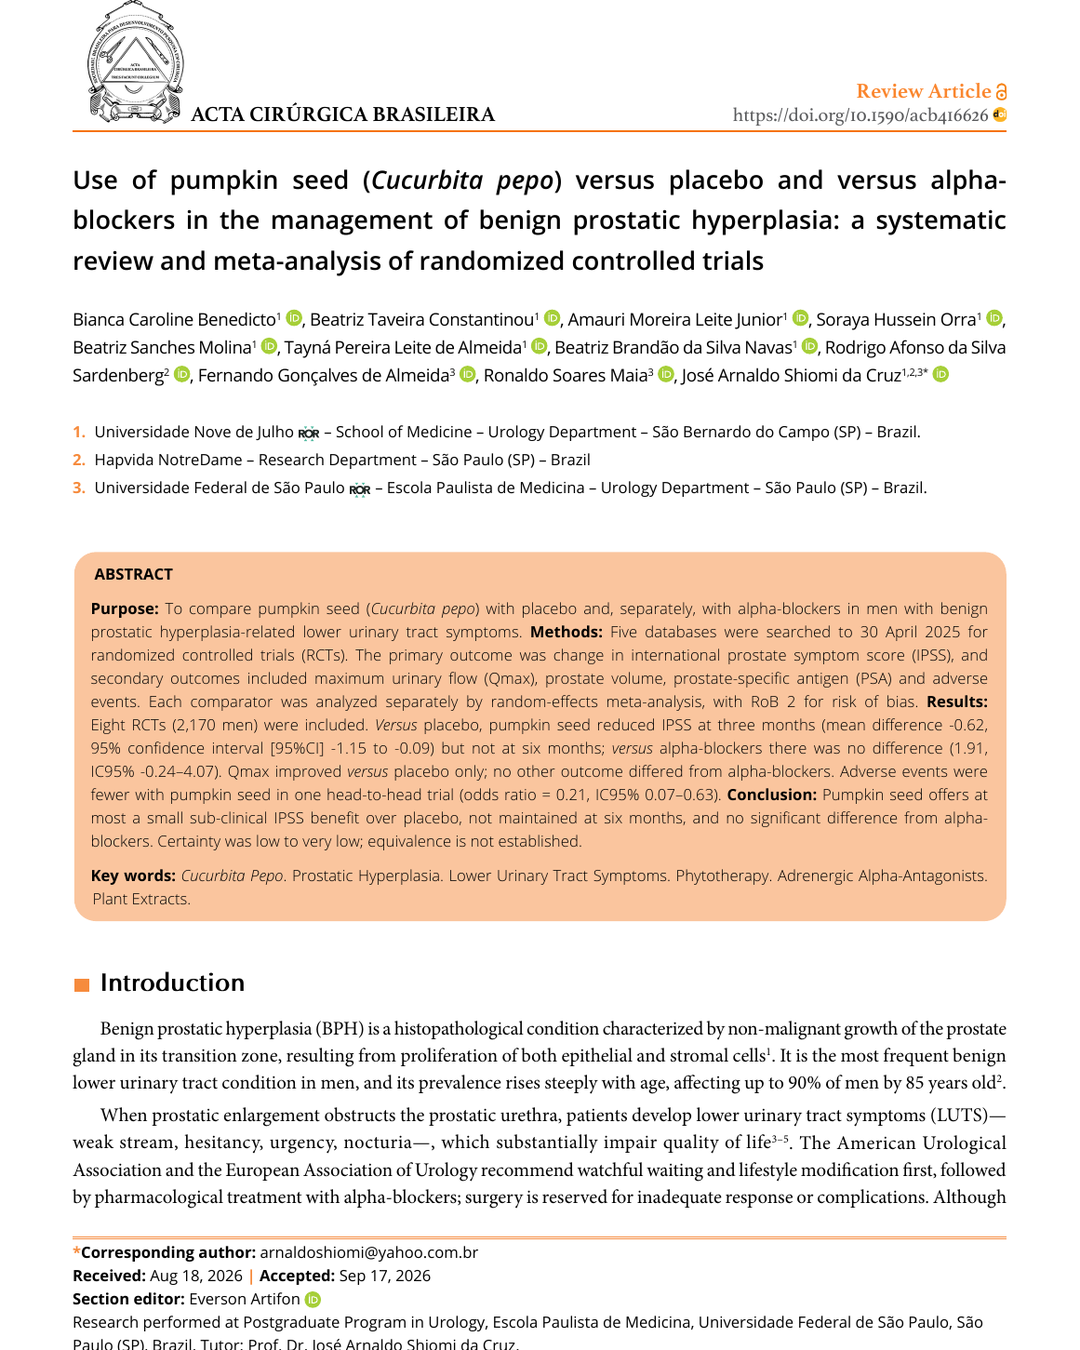 ACTA CIRÚRGICA BRASILEIRA
Review Article
https://doi.org/10.1590/acb416626
Use of pumpkin seed (Cucurbita pepo) versus placebo and versus alpha-
blockers in the management of benign prostatic hyperplasia: a systematic
review and meta-analysis of randomized controlled trials
Bianca Caroline Benedicto¹ iD, Beatriz Taveira Constantinou¹ iD, Amauri Moreira Leite Junior¹ iD, Soraya Hussein Orra¹ iD,
Beatriz Sanches Molina¹ iD, Tayná Pereira Leite de Almeida¹ iD, Beatriz Brandão da Silva Navas¹ iD, Rodrigo Afonso da Silva
Sardenberg² iD, Fernando Gonçalves de Almeida³ iD, Ronaldo Soares Maia³ iD, José Arnaldo Shiomi da Cruz¹,²,³* iD
1. Universidade Nove de Julho ROR – School of Medicine – Urology Department – São Bernardo do Campo (SP) – Brazil.
2. Hapvida NotreDame – Research Department – São Paulo (SP) – Brazil
3. Universidade Federal de São Paulo ROR – Escola Paulista de Medicina – Urology Department – São Paulo (SP) – Brazil.
ABSTRACT
Purpose: To compare pumpkin seed (Cucurbita pepo) with placebo and, separately, with alpha-blockers in men with benign
prostatic hyperplasia-related lower urinary tract symptoms. Methods: Five databases were searched to 30 April 2025 for
randomized controlled trials (RCTs). The primary outcome was change in international prostate symptom score (IPSS), and
secondary outcomes included maximum urinary flow (Qmax), prostate volume, prostate-specific antigen (PSA) and adverse
events. Each comparator was analyzed separately by random-effects meta-analysis, with RoB 2 for risk of bias. Results:
Eight RCTs (2,170 men) were included. Versus placebo, pumpkin seed reduced IPSS at three months (mean difference -0.62,
95% confidence interval [95%CI] -1.15 to -0.09) but not at six months; versus alpha-blockers there was no difference (1.91,
IC95% -0.24–4.07). Qmax improved versus placebo only; no other outcome differed from alpha-blockers. Adverse events were
fewer with pumpkin seed in one head-to-head trial (odds ratio = 0.21, IC95% 0.07–0.63). Conclusion: Pumpkin seed offers at
most a small sub-clinical IPSS benefit over placebo, not maintained at six months, and no significant difference from alpha-
blockers. Certainty was low to very low; equivalence is not established.
Key words: Cucurbita Pepo. Prostatic Hyperplasia. Lower Urinary Tract Symptoms. Phytotherapy. Adrenergic Alpha-Antagonists.
Plant Extracts.
Introduction
Benign prostatic hyperplasia (BPH) is a histopathological condition characterized by non-malignant growth of the prostate
gland in its transition zone, resulting from proliferation of both epithelial and stromal cells¹. It is the most frequent benign
lower urinary tract condition in men, and its prevalence rises steeply with age, affecting up to 90% of men by 85 years old².
When prostatic enlargement obstructs the prostatic urethra, patients develop lower urinary tract symptoms (LUTS)—
weak stream, hesitancy, urgency, nocturia—, which substantially impair quality of life³⁻⁵. The American Urological
Association and the European Association of Urology recommend watchful waiting and lifestyle modification first, followed
by pharmacological treatment with alpha-blockers; surgery is reserved for inadequate response or complications. Although
*Corresponding author: arnaldoshiomi@yahoo.com.br
Received: Aug 18, 2026 | Accepted: Sep 17, 2026
Section editor: Everson Artifon iD
Research performed at Postgraduate Program in Urology, Escola Paulista de Medicina, Universidade Federal de São Paulo, São
Paulo (SP), Brazil. Tutor: Prof. Dr. José Arnaldo Shiomi da Cruz.